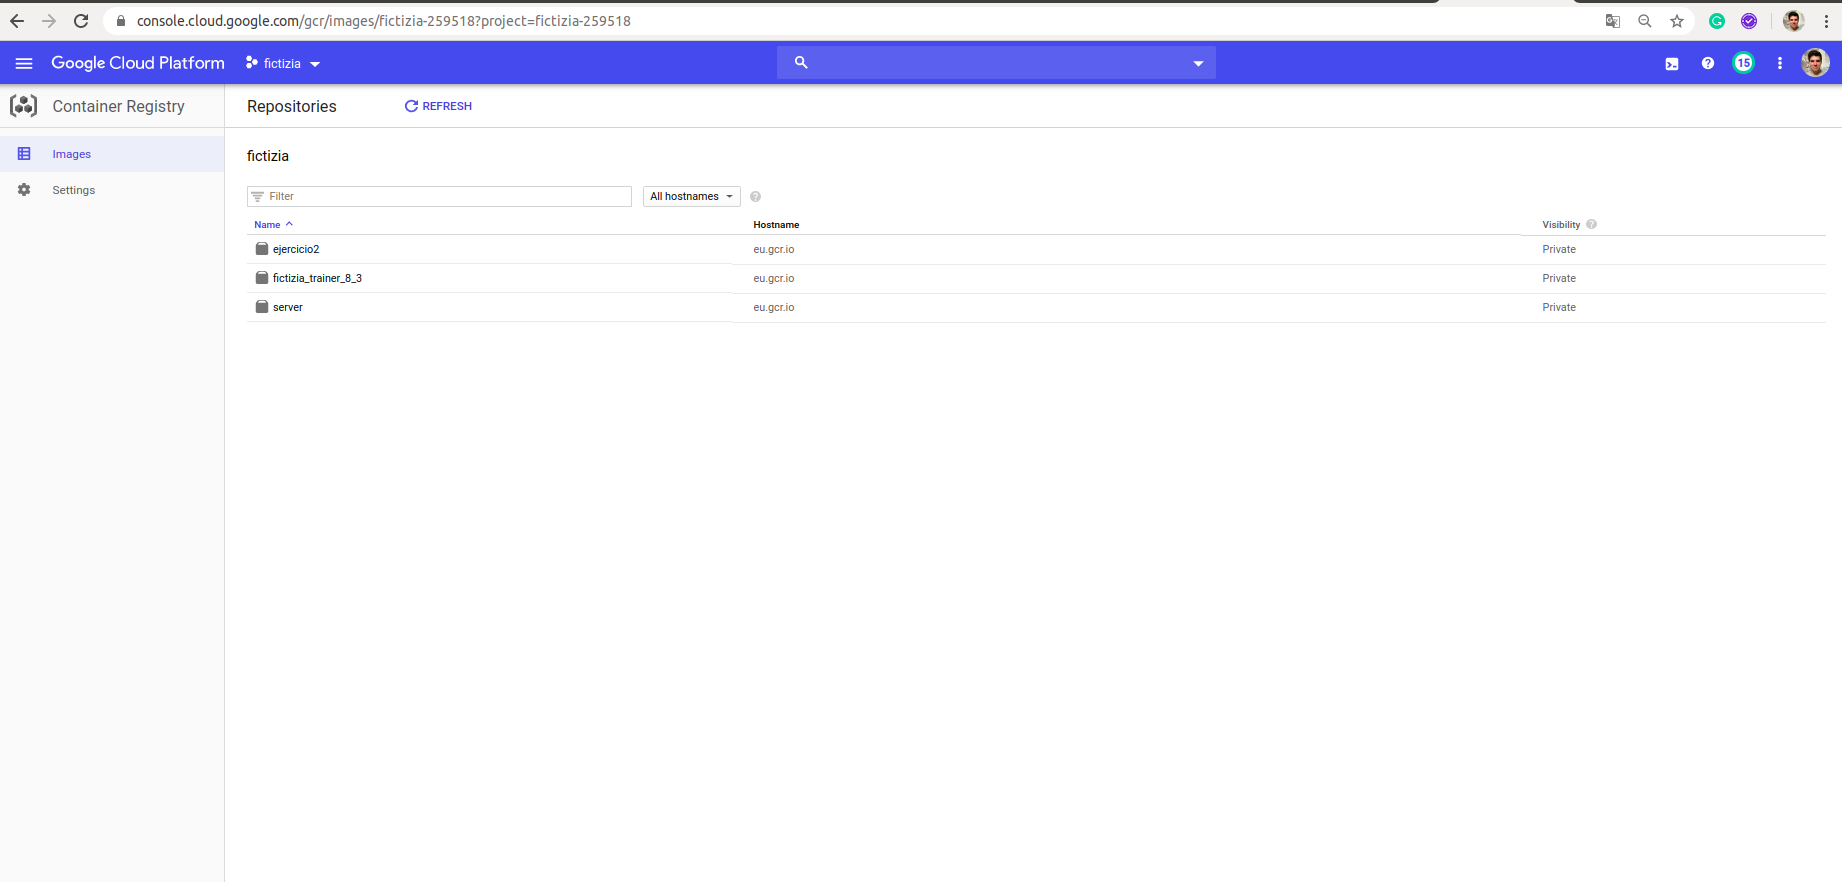 console.cloud.google.com/gcr/images/fictizia-259518?project=fictizia-259518
Google Cloud Platform
fictizia
15
Container Registry
Repositories
REFRESH
Images
Settings
fictizia
Filter
All hostnames
Name
Hostname
Visibility
ejercicio2
eu.gcr.io
Private
fictizia_trainer_8_3
eu.gcr.io
Private
server
eu.gcr.io
Private